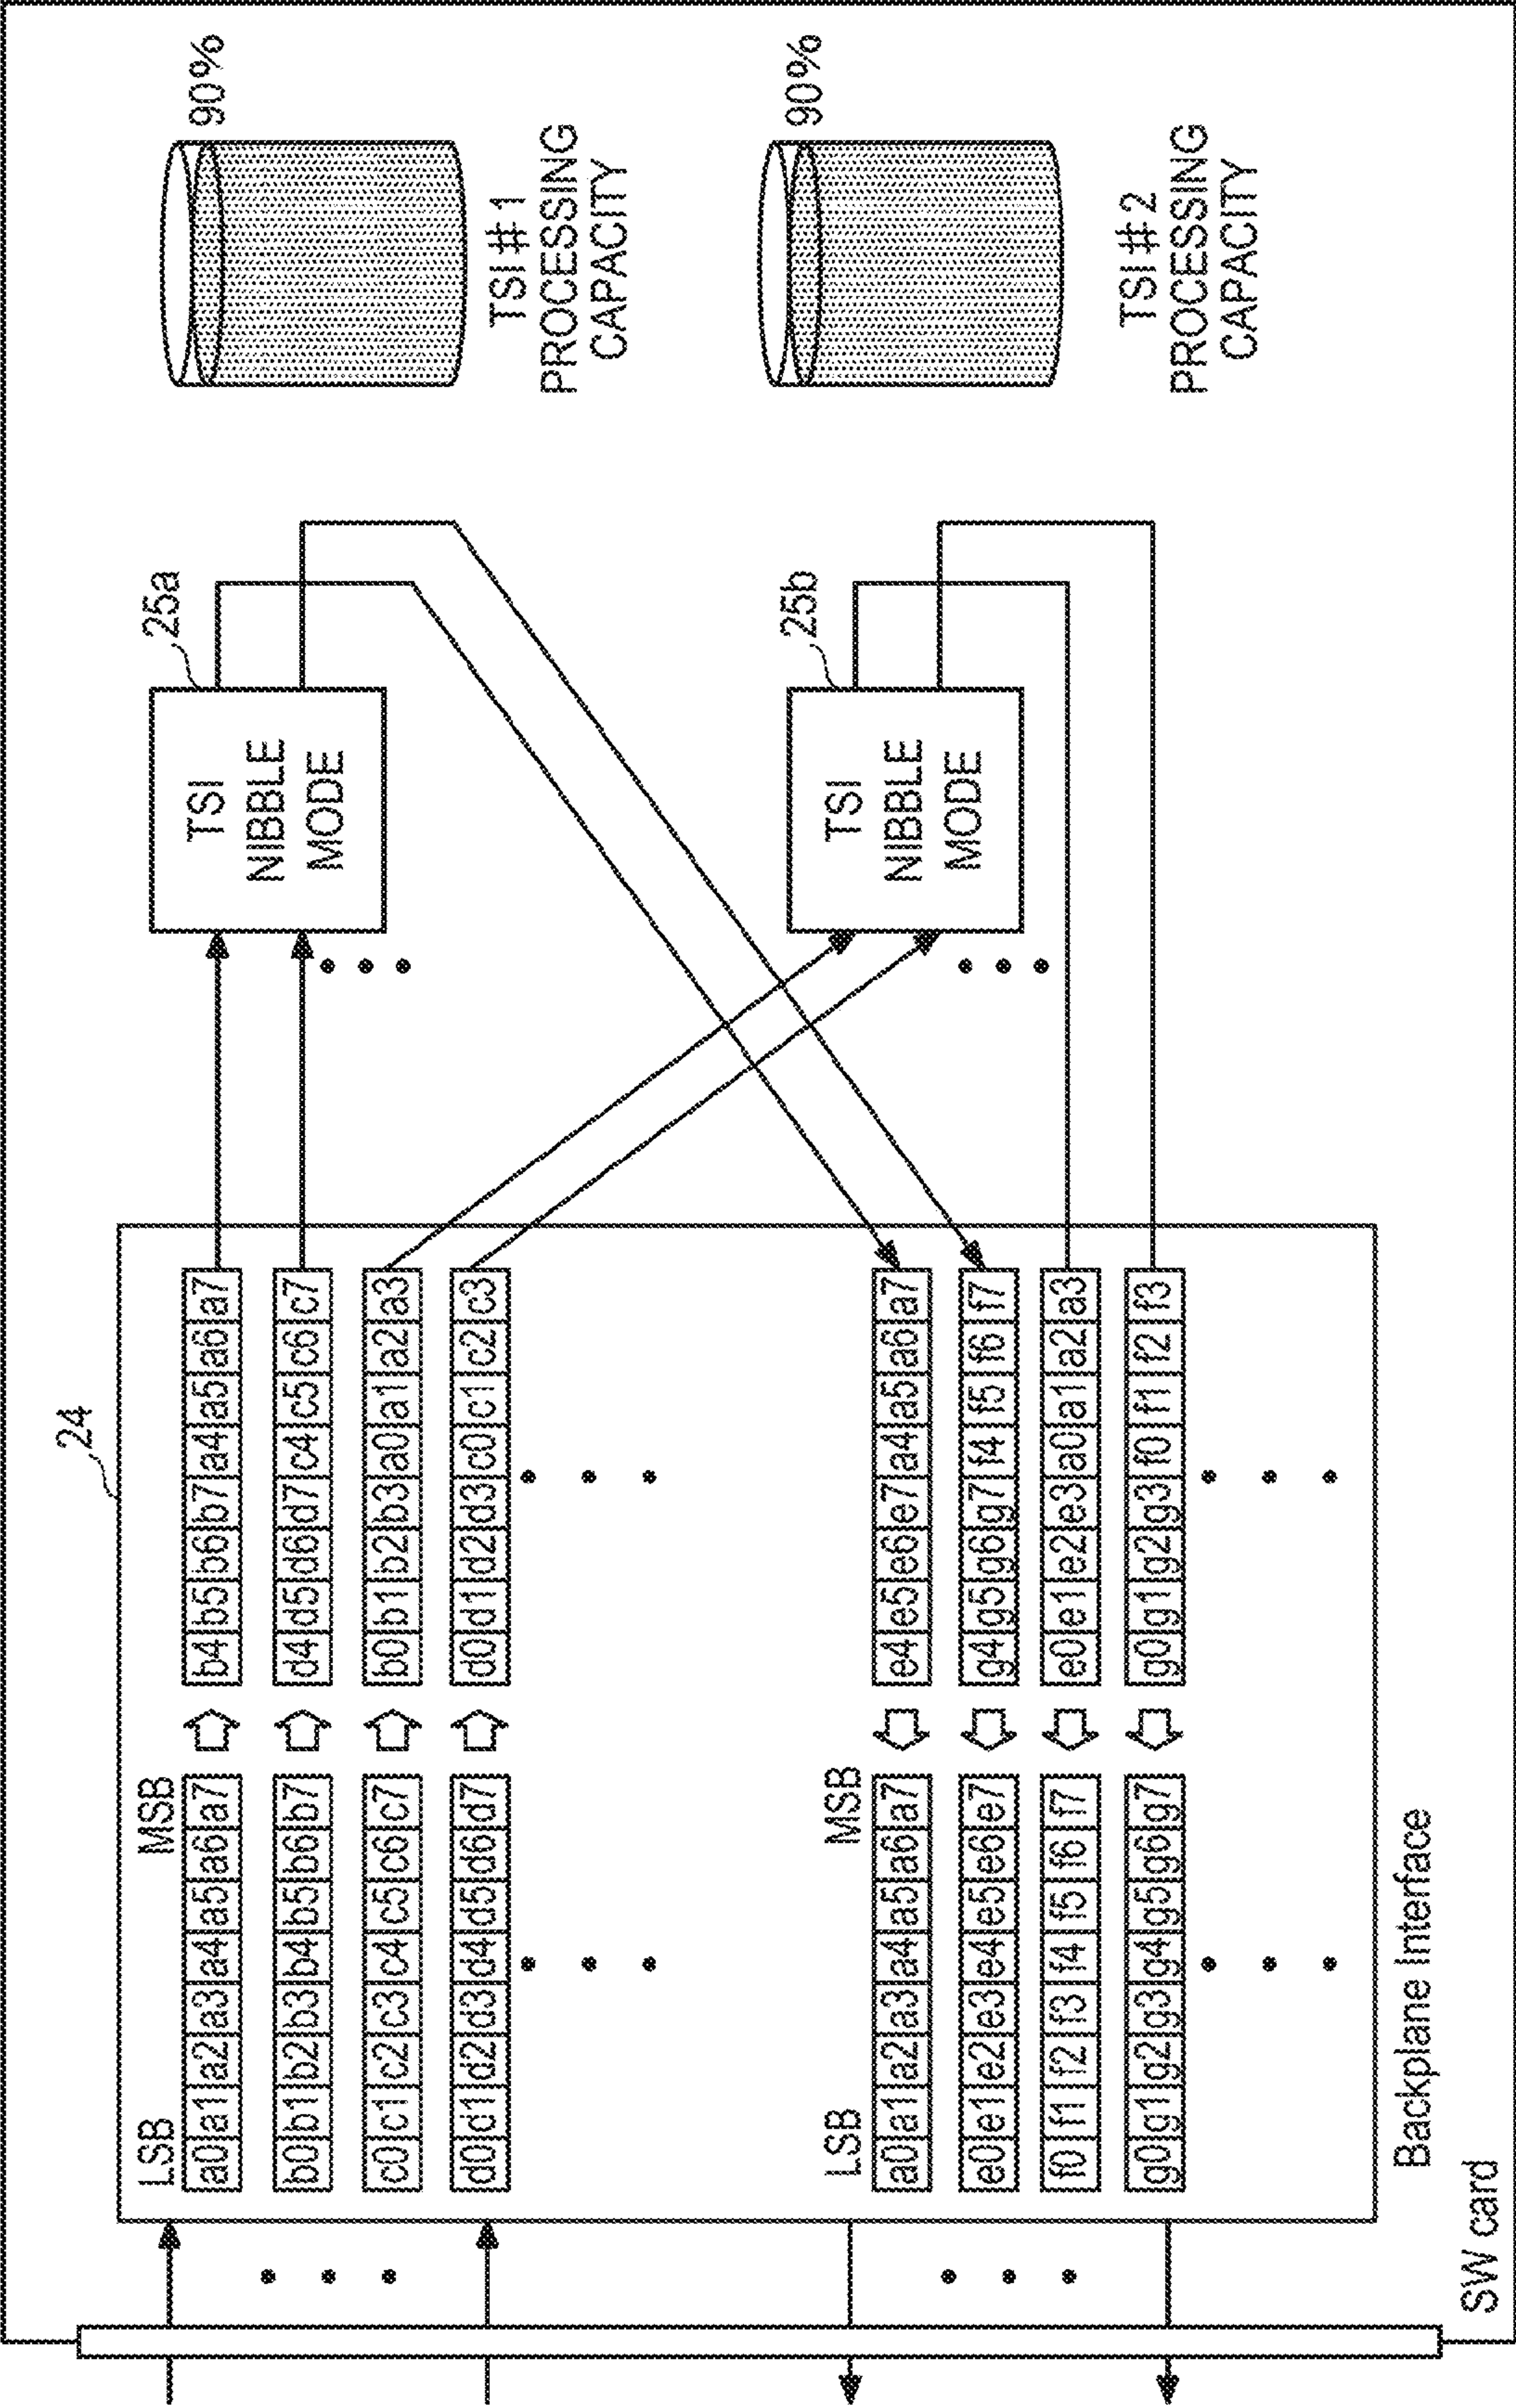 24
LSB
MSB
a0 a1 a2 a3 a4 a5 a6 a7
b4 b5 b6 b7 a4 a5 a6 a7
b0 b1 b2 b3 b4 b5 b6 b7
d4 d5 d6 d7 c4 c5 c6 c7
c0 c1 c2 c3 c4 c5 c6 c7
b0 b1 b2 b3 a0 a1 a2 a3
d0 d1 d2 d3 d4 d5 d6 d7
d0 d1 d2 d3 c0 c1 c2 c3
25a
TSI
NIBBLE
MODE
90%
TSI # 1
PROCESSING
CAPACITY
LSB
MSB
a0 a1 a2 a3 a4 a5 a6 a7
e4 e5 e6 e7 a4 a5 a6 a7
e0 e1 e2 e3 e4 e5 e6 e7
g4 g5 g6 g7 f4 f5 f6 f7
f0 f1 f2 f3 f4 f5 f6 f7
e0 e1 e2 e3 a0 a1 a2 a3
g0 g1 g2 g3 g4 g5 g6 g7
g0 g1 g2 g3 f0 f1 f2 f3
25b
TSI
NIBBLE
MODE
90%
TSI # 2
PROCESSING
CAPACITY
Backplane Interface
SW card